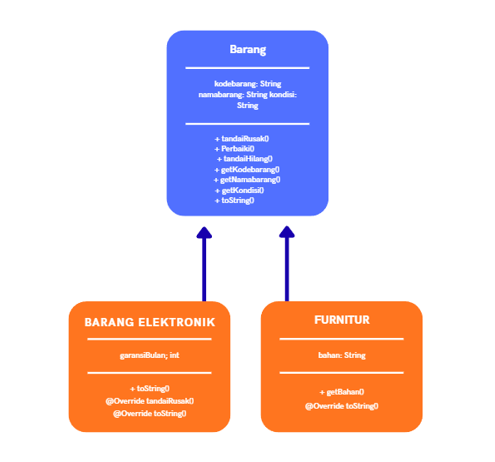 Barang
kodebarang: String
namabarang: String kondisi:
String
+ tandaiRusak()
+ Perbaiki()
+ tandaiHilang()
+ getKodebarang()
+ getNamabarang()
+ getKondisi()
+ toString()
BARANG ELEKTRONIK
garansiBulan; int
+ toString()
@Override tandaiRusak()
@Override toString()
FURNITUR
bahan: String
+ getBahan()
@Override toString()